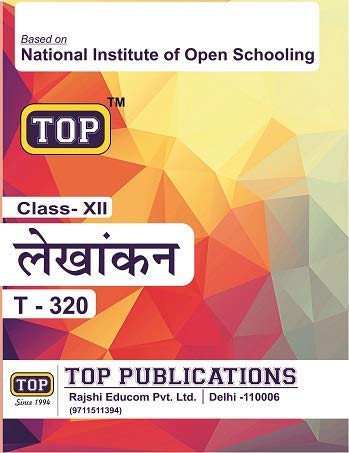 Based on
National Institute of Open Schooling
TOP TM
Class- XII
लेखांकन
T - 320
TOP
Since 1994
TOP PUBLICATIONS
Rajshi Educom Pvt. Ltd. | Delhi -110006
(9711511394)